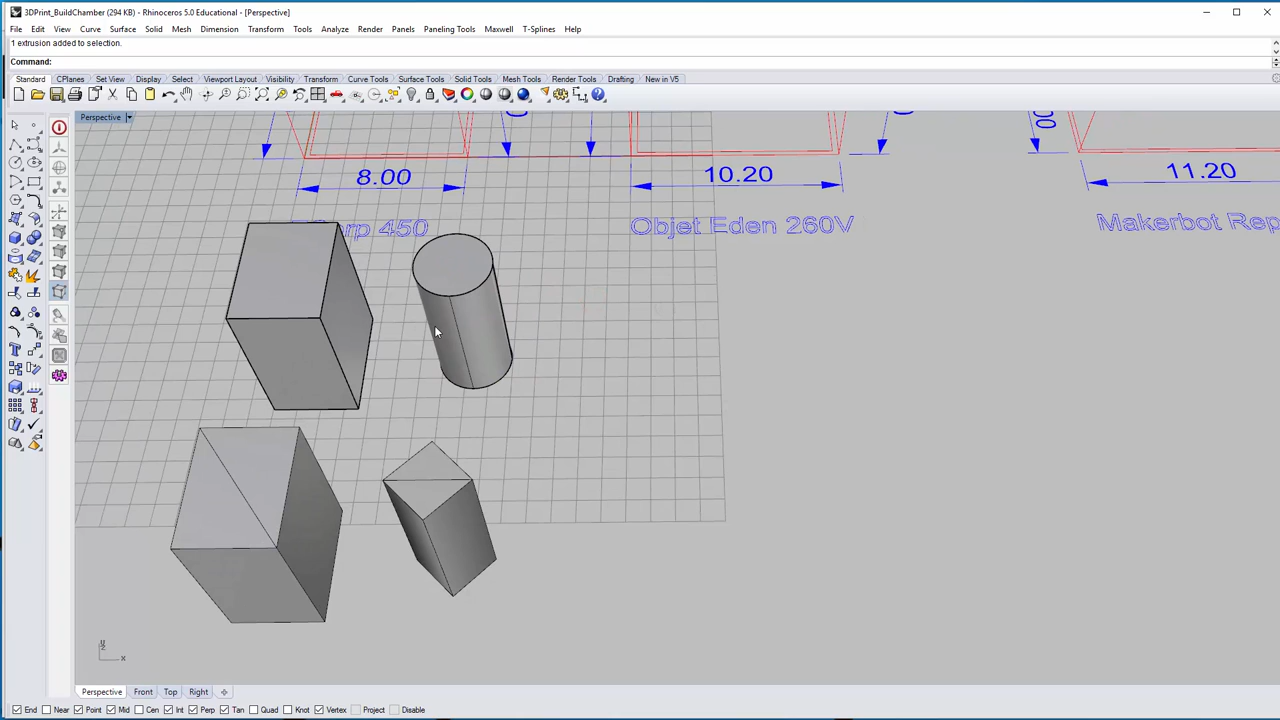 3DPrint_BuildChamber (294 KB) - Rhinoceros 5.0 Educational - [Perspective]
File Edit View Curve Surface Solid Mesh Dimension Transform Tools Analyze Render Panels Paneling Tools Maxwell T-Splines Help
1 extrusion added to selection.
Command:
Standard CPlanes Set View Display Select Viewport Layout Visibility Transform Curve Tools Surface Tools Solid Tools Mesh Tools Render Tools Drafting New in V5
Perspective
8.00 10.20 11.20
rp 450 Objet Eden 260V Makerbot Rep
y
z
x
Perspective Front Top Right
End Near Point Mid Cen Int Perp Tan Quad Knot Vertex Project Disable